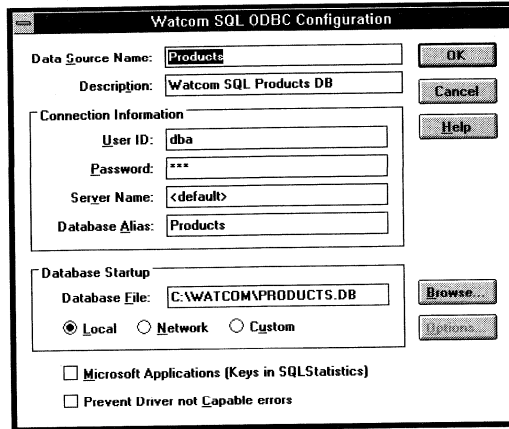 Watcom SQL ODBC Configuration
Data Source Name: Products
OK
Description: Watcom SQL Products DB
Cancel
Connection Information
Help
User ID: dba
Password: ***
Server Name: <default>
Database Alias: Products
Database Startup
Database File: C:\WATCOM\PRODUCTS.DB
Browse...
Local Network Custom
Options...
Microsoft Applications (Keys in SQLStatistics)
Prevent Driver not Capable errors